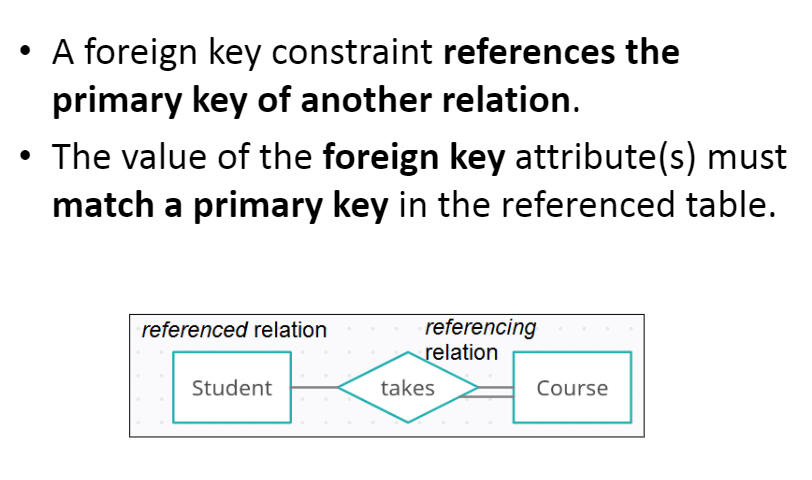 • A foreign key constraint references the
primary key of another relation.
• The value of the foreign key attribute(s) must
match a primary key in the referenced table.
referenced relation
referencing
relation
Student
takes
Course